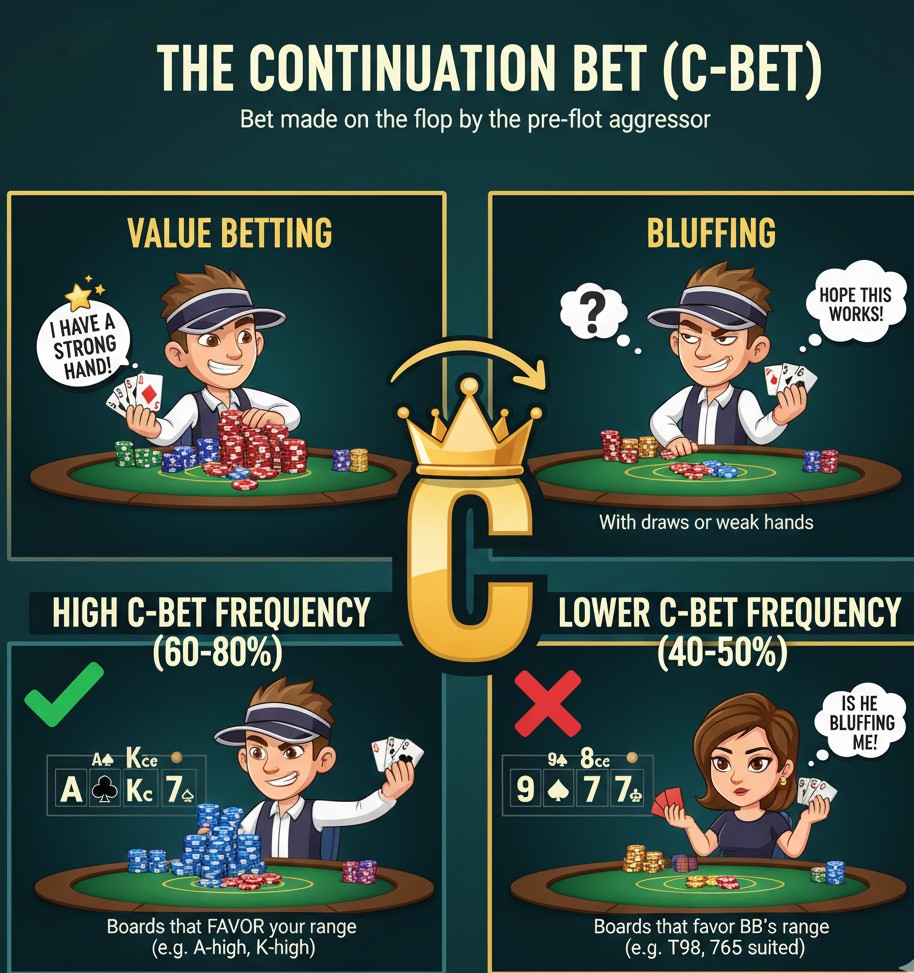 THE CONTINUATION BET (C-BET)
Bet made on the flop by the pre-flot aggressor
VALUE BETTING
I HAVE A
STRONG
HAND!
BLUFFING
?
HOPE THIS
WORKS!
With draws or weak hands
C
HIGH C-BET FREQUENCY
(60-80%)
A♠ Kce
A ♣ Kc 7♤
Boards that FAVOR your range
(e.g. A-high, K-high)
LOWER C-BET FREQUENCY
(40-50%)
IS HE
BLUFFING
ME!
9♠ 8ce
9 ♠ 7 7♧
Boards that favor BB's range
(e.g. T98, 765 suited)